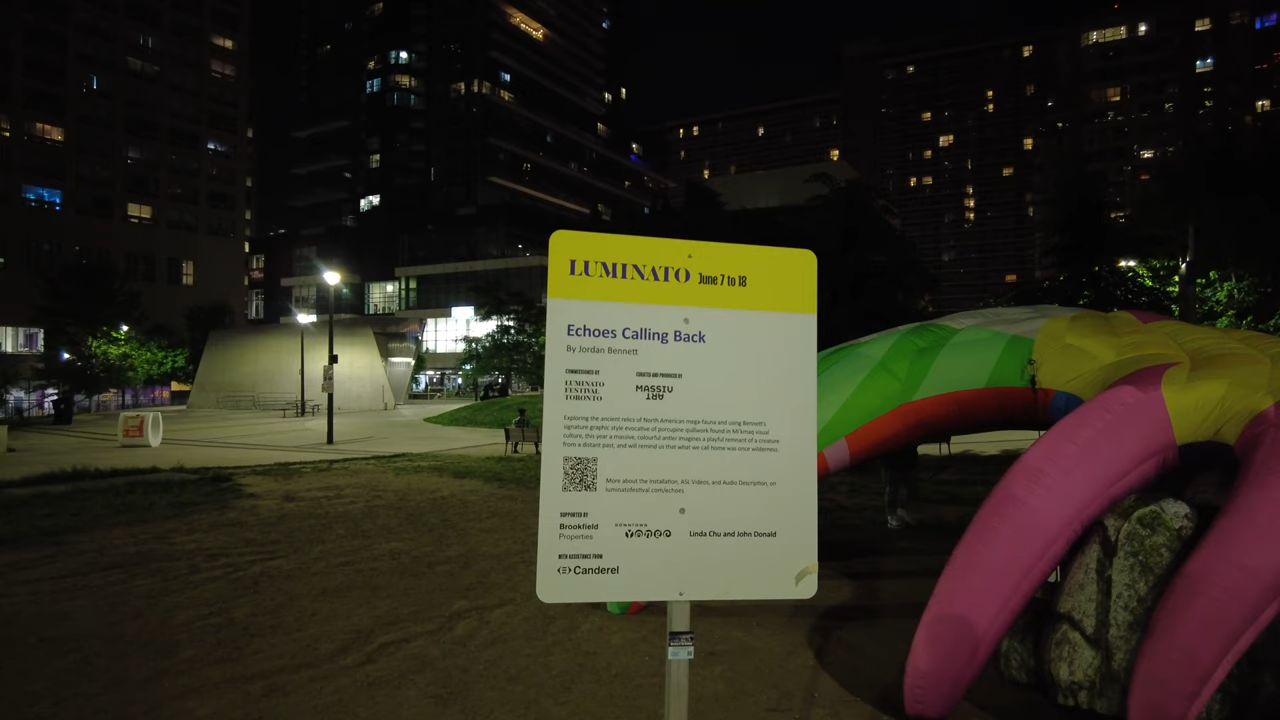 LUMINATO June 7 to 18
Echoes Calling Back
By Jordan Bennett
COMMISSIONED BY
CURATED AND PRODUCED BY
LUMINATO
FESTIVAL
TORONTO
MASSIV
ART
Exploring the ancient relics of North American mega-fauna and using Bennett's
signature graphic style evocative of porcupine quillwork found in Mi'kmaq visual
culture, this year a massive, colourful antler imagines a playful remnant of a creature
from a distant past, and will remind us that what we call home was once wilderness.
More about the installation, ASL Videos, and Audio Description, on
luminatofestival.com/echoes
SUPPORTED BY
Brookfield
Properties
DOWNTOWN
YONGE
Linda Chu and John Donald
WITH ASSISTANCE FROM
Canderel